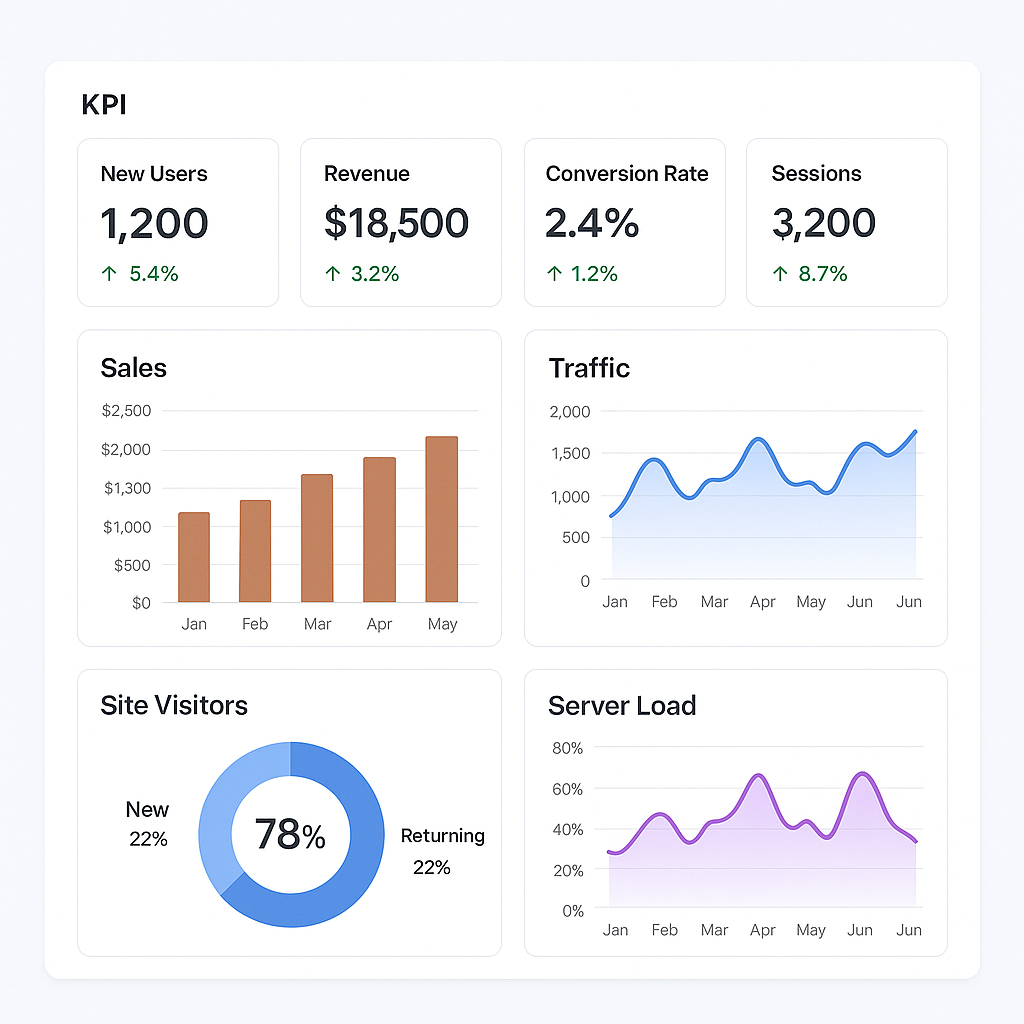 KPI
New Users
1,200
↑ 5.4%
Revenue
$18,500
↑ 3.2%
Conversion Rate
2.4%
↑ 1.2%
Sessions
3,200
↑ 8.7%
Sales
$2,500
$2,000
$1,300
$1,000
$500
$0
Jan Feb Mar Apr May
Traffic
2,000
1,500
1,000
500
0
Jan Feb Mar Apr May Jun Jun
Site Visitors
New
22%
78%
Returning
22%
Server Load
80%
60%
40%
20%
0%
Jan Feb Mar Apr May Jun Jun